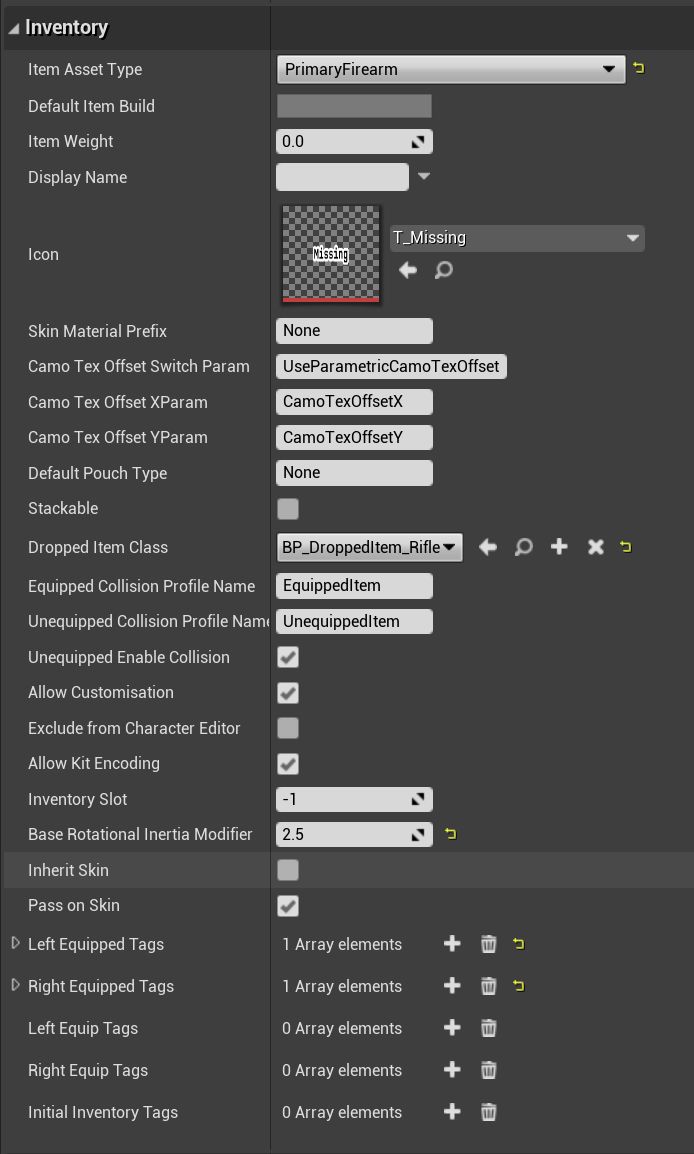 Inventory
Item Asset Type PrimaryFirearm
Default Item Build
Item Weight 0.0
Display Name
Icon Missing T_Missing
Skin Material Prefix None
Camo Tex Offset Switch Param UseParametricCamoTexOffset
Camo Tex Offset XParam CamoTexOffsetX
Camo Tex Offset YParam CamoTexOffsetY
Default Pouch Type None
Stackable
Dropped Item Class BP_DroppedItem_Rifle
Equipped Collision Profile Name EquippedItem
Unequipped Collision Profile Name UnequippedItem
Unequipped Enable Collision
Allow Customisation
Exclude from Character Editor
Allow Kit Encoding
Inventory Slot -1
Base Rotational Inertia Modifier 2.5
Inherit Skin
Pass on Skin
Left Equipped Tags 1 Array elements
Right Equipped Tags 1 Array elements
Left Equip Tags 0 Array elements
Right Equip Tags 0 Array elements
Initial Inventory Tags 0 Array elements